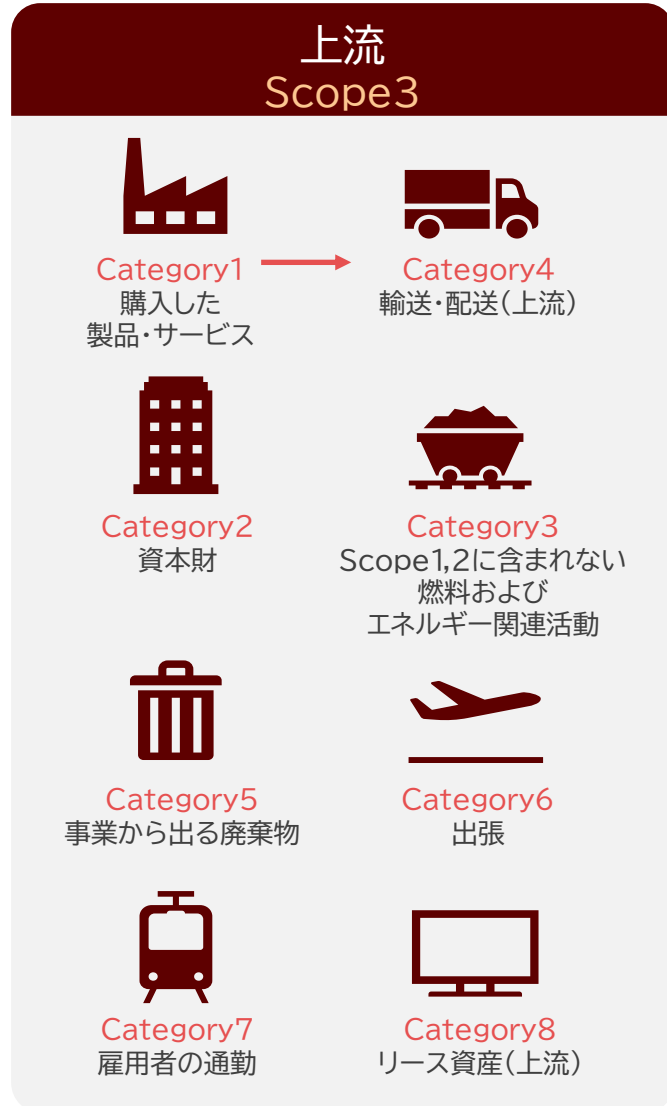 上流
Scope3
Category1
購入した
製品・サービス
Category4
輸送・配送(上流)
Category2
資本財
Category3
Scope1,2に含まれない
燃料および
エネルギー関連活動
Category5
事業から出る廃棄物
Category6
出張
Category7
雇用者の通勤
Category8
リース資産(上流)